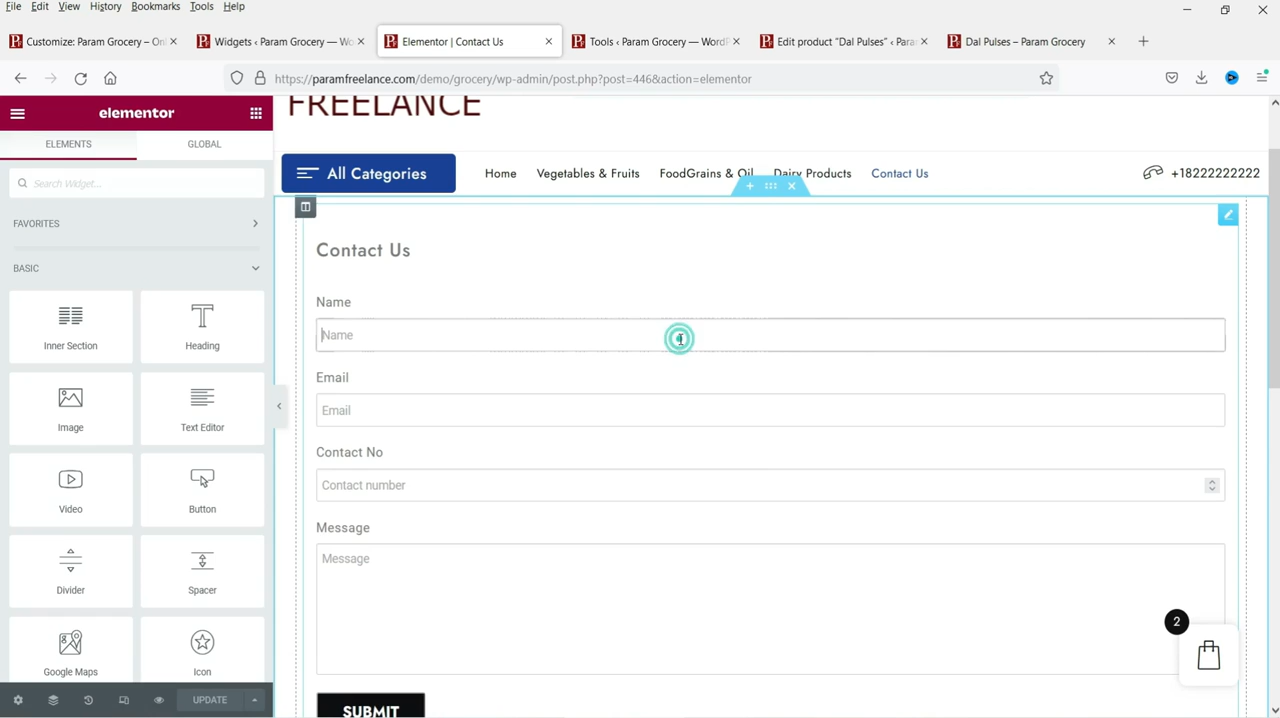 File Edit View History Bookmarks Tools Help
Customize: Param Grocery – Onl
Widgets ‹ Param Grocery — Wo
Elementor | Contact Us
Tools ‹ Param Grocery — WordP
Edit product “Dal Pulses” ‹ Para
Dal Pulses – Param Grocery
https://paramfreelance.com/demo/grocery/wp-admin/post.php?post=446&action=elementor
elementor
ELEMENTS GLOBAL
Search Widget...
FAVORITES
BASIC
Inner Section Heading
Image Text Editor
Video Button
Divider Spacer
Google Maps Icon
UPDATE
FREELANCE
All Categories Home Vegetables & Fruits FoodGrains & Oil Dairy Products Contact Us +18222222222
Contact Us
Name
Name
Email
Email
Contact No
Contact number
Message
Message
2
SUBMIT